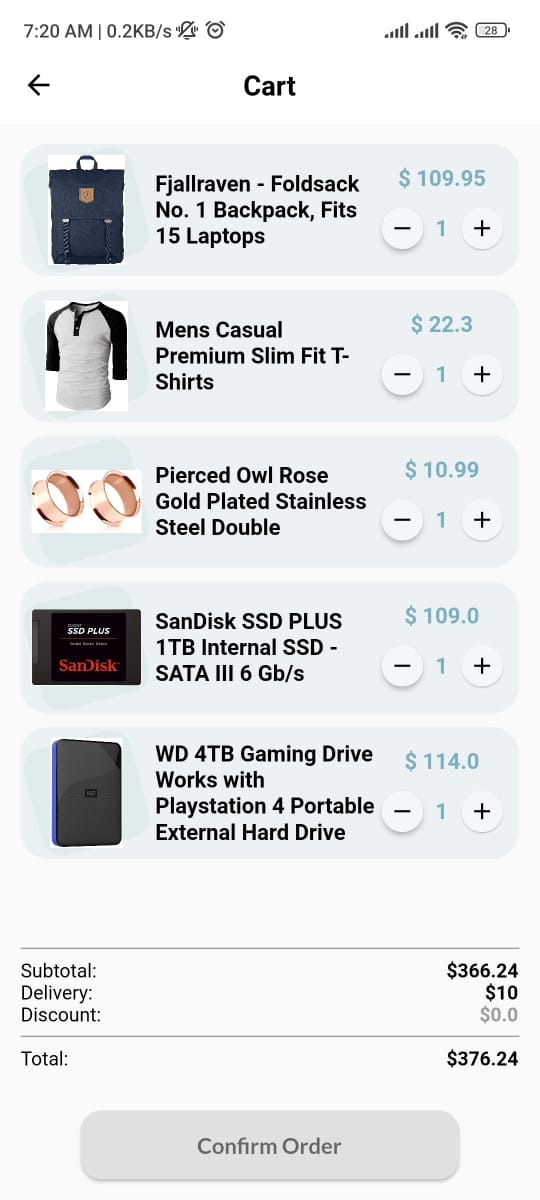 7:20 AM | 0.2KB/s
28
Cart
Fjallraven - Foldsack
No. 1 Backpack, Fits
15 Laptops
$ 109.95
1
Mens Casual
Premium Slim Fit T-
Shirts
$ 22.3
1
Pierced Owl Rose
Gold Plated Stainless
Steel Double
$ 10.99
1
SSD PLUS
Solid State Drive
SanDisk
SanDisk SSD PLUS
1TB Internal SSD -
SATA III 6 Gb/s
$ 109.0
1
WD
WD 4TB Gaming Drive
Works with
Playstation 4 Portable
External Hard Drive
$ 114.0
1
Subtotal: $366.24
Delivery: $10
Discount: $0.0
Total: $376.24
Confirm Order